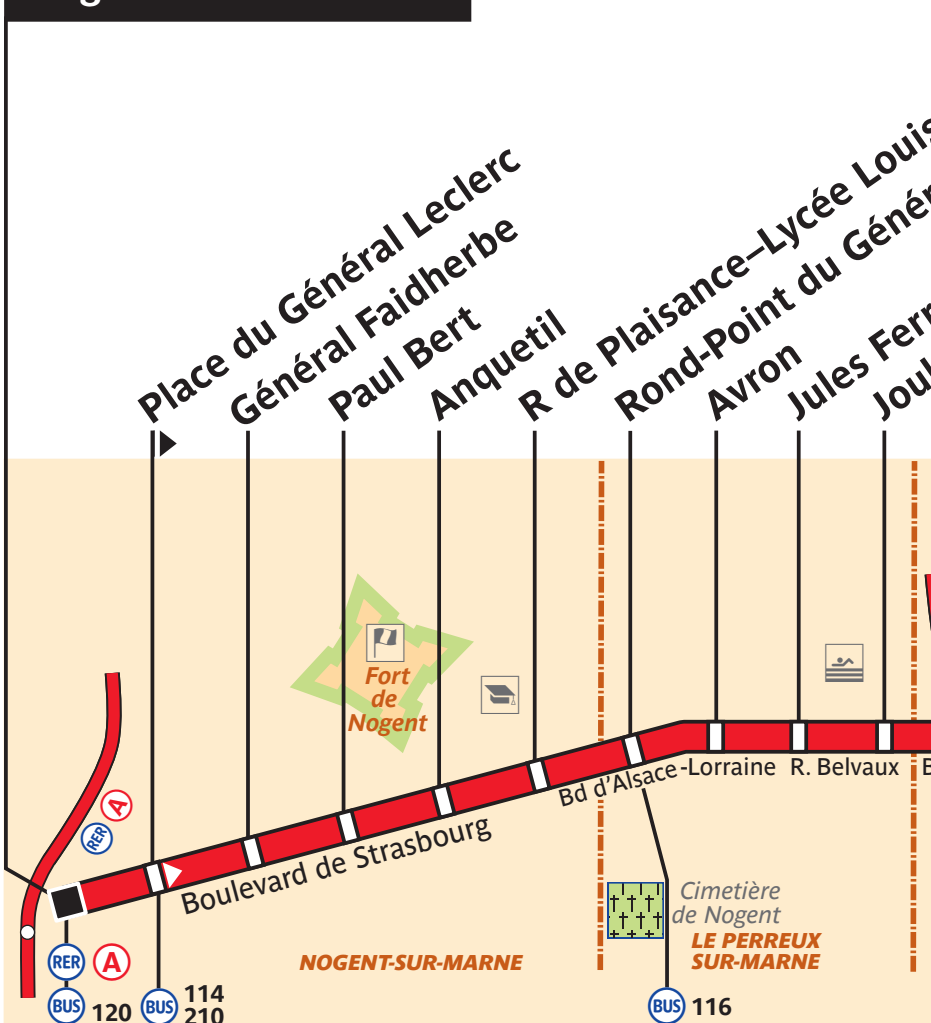 Place du Général Leclerc
Général Faidherbe
Paul Bert
Anquetil
R de Plaisance–Lycée Louis
Rond-Point du Génér
Avron
Jules Ferr
Joul
Fort
de
Nogent
Bd d'Alsace-Lorraine
R. Belvaux
B
RER A
Boulevard de Strasbourg
Cimetière
de Nogent
LE PERREUX
SUR-MARNE
NOGENT-SUR-MARNE
RER A
BUS 120
BUS 114
210
BUS 116